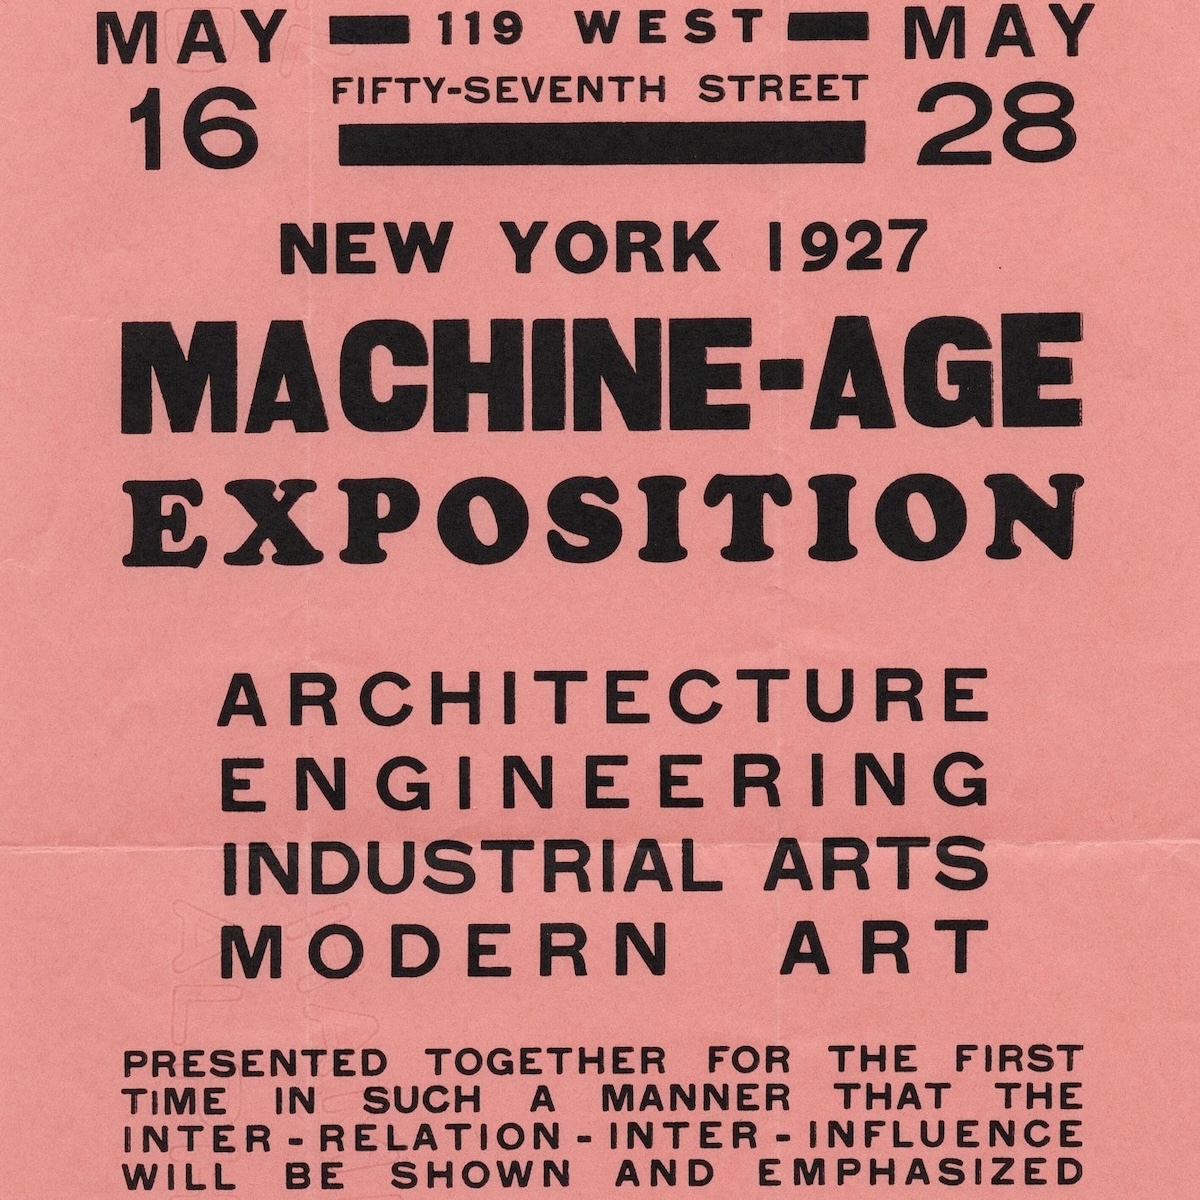 MAY 119 WEST MAY
16 FIFTY-SEVENTH STREET 28
NEW YORK 1927
MACHINE-AGE
EXPOSITION
ARCHITECTURE
ENGINEERING
INDUSTRIAL ARTS
MODERN ART
PRESENTED TOGETHER FOR THE FIRST
TIME IN SUCH A MANNER THAT THE
INTER-RELATION-INTER-INFLUENCE
WILL BE SHOWN AND EMPHASIZED